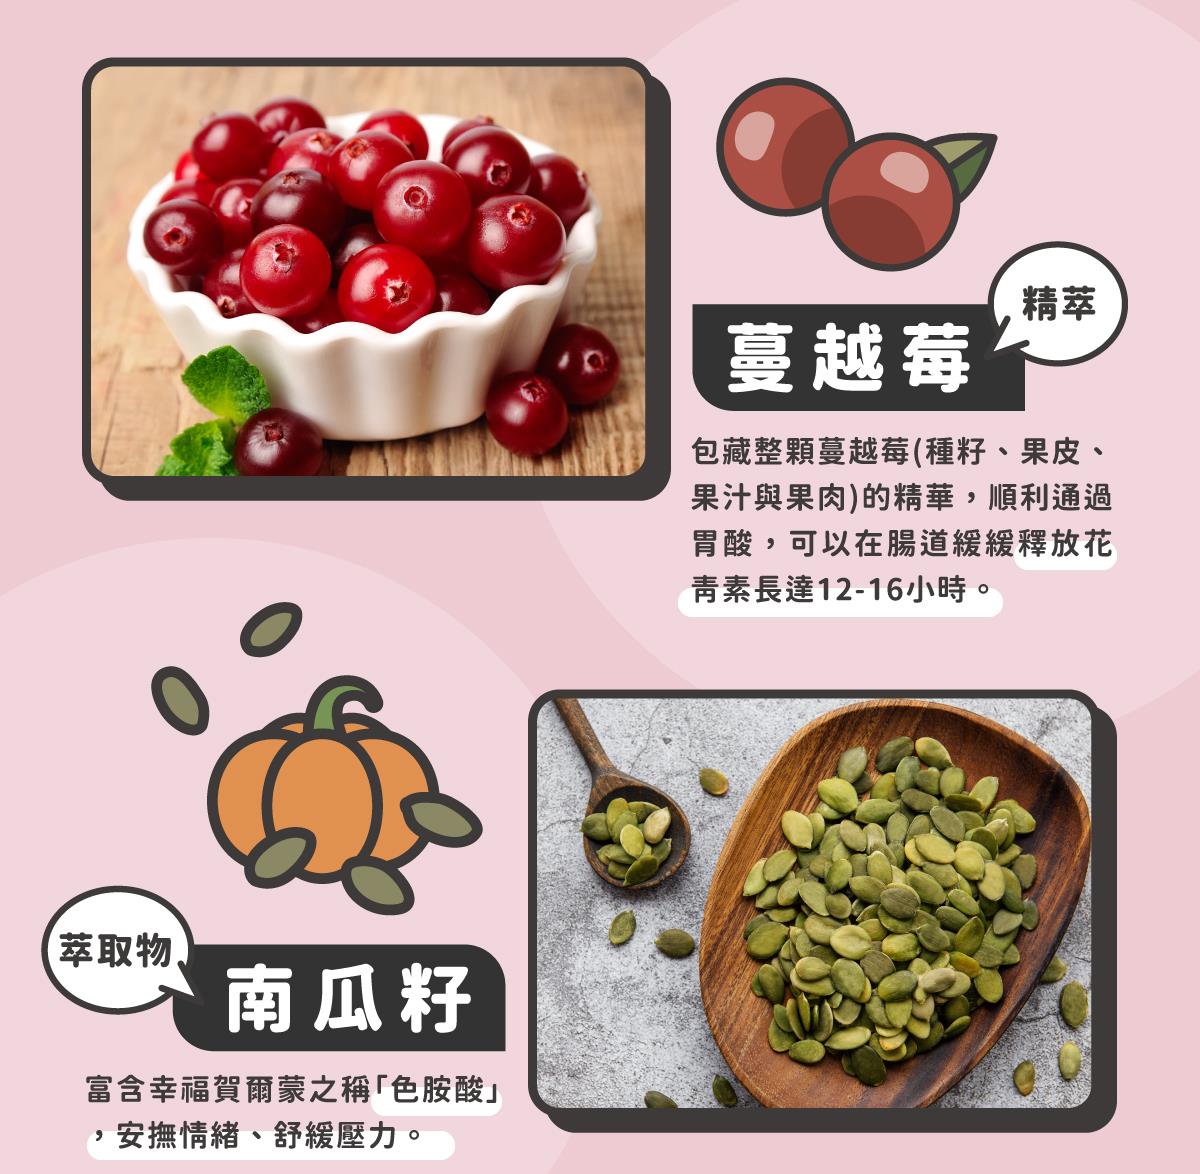 精萃
蔓越莓
包藏整顆蔓越莓(種籽、果皮、
果汁與果肉)的精華，順利通過
胃酸，可以在腸道緩緩釋放花
青素長達12-16小時。
萃取物
南瓜籽
富含幸福賀爾蒙之稱「色胺酸」
，安撫情緒、舒緩壓力。